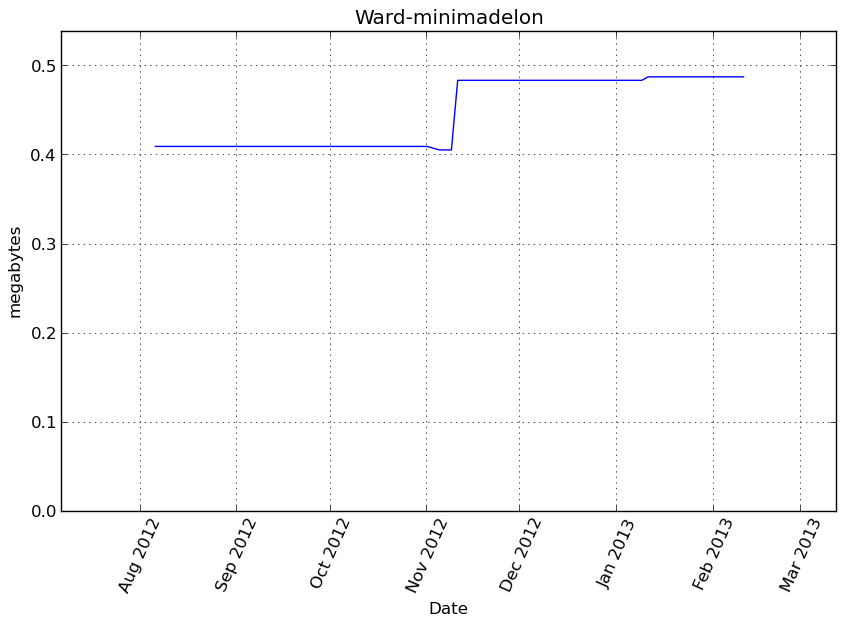 Ward-minimadelon
0.5
0.4
0.3
0.2
0.1
0.0
megabytes
Aug 2012
Sep 2012
Oct 2012
Nov 2012
Dec 2012
Jan 2013
Feb 2013
Mar 2013
Date